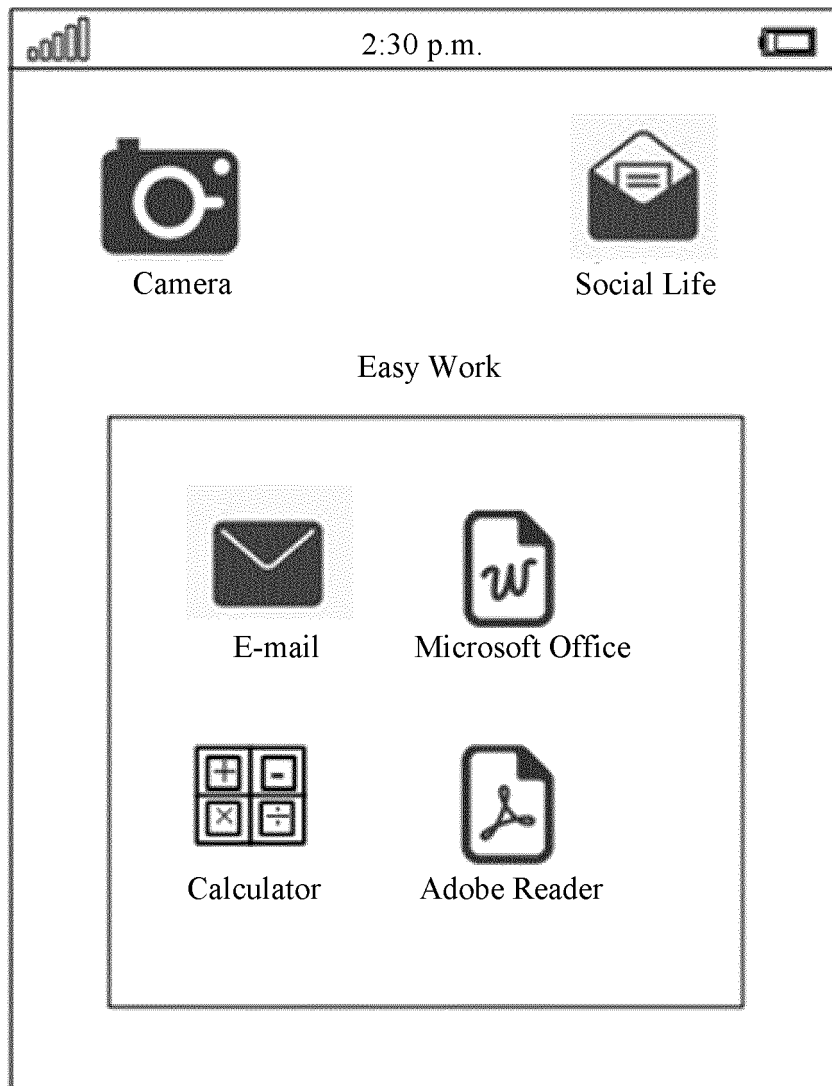 2:30 p.m.
Camera
Social Life
Easy Work
W
E-mail
Microsoft Office
+ -
× ÷
Calculator
Adobe Reader